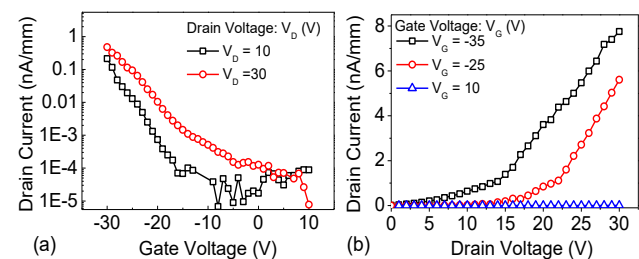 Drain Current (nA/mm)
1
0.1
0.01
1E-3
1E-4
1E-5
Drain Voltage: V_D (V)
V_D = 10
V_D =30
-30 -20 -10 0 10
(a) Gate Voltage (V)
Drain Current (nA/mm)
8
6
4
2
0
Gate Voltage: V_G (V)
V_G = -35
V_G = -25
V_G = 10
0 5 10 15 20 25 30
(b) Drain Voltage (V)